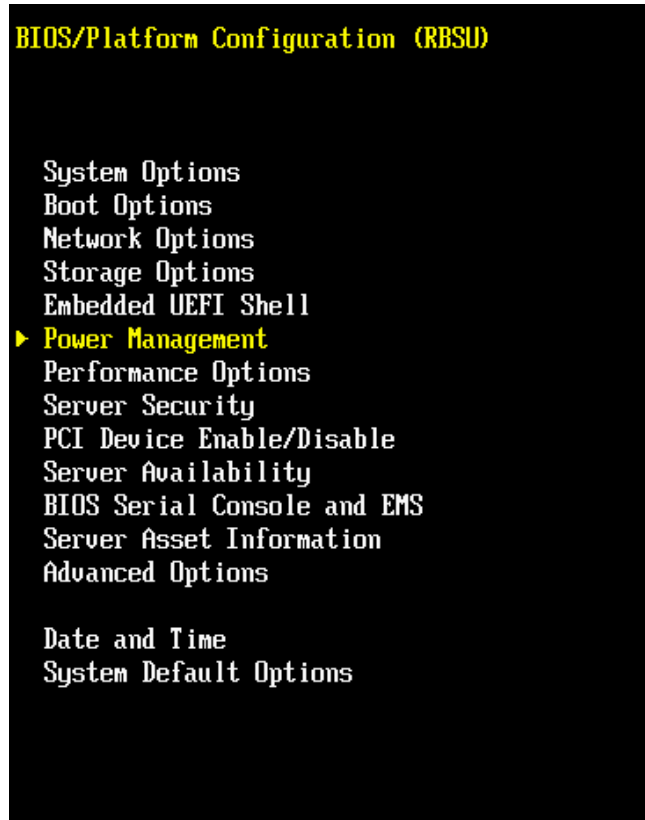 BIOS/Platform Configuration (RBSU)
System Options
Boot Options
Network Options
Storage Options
Embedded UEFI Shell
Power Management
Performance Options
Server Security
PCI Device Enable/Disable
Server Availability
BIOS Serial Console and EMS
Server Asset Information
Advanced Options
Date and Time
System Default Options